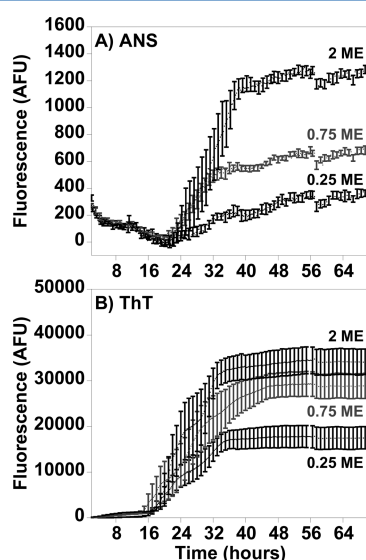 A) ANS
Fluorescence (AFU)
1600
1400
1200
1000
800
600
400
200
0
2 ME
0.75 ME
0.25 ME
8 16 24 32 40 48 56 64
B) ThT
Fluorescence (AFU)
50000
40000
30000
20000
10000
0
2 ME
0.75 ME
0.25 ME
8 16 24 32 40 48 56 64
Time (hours)